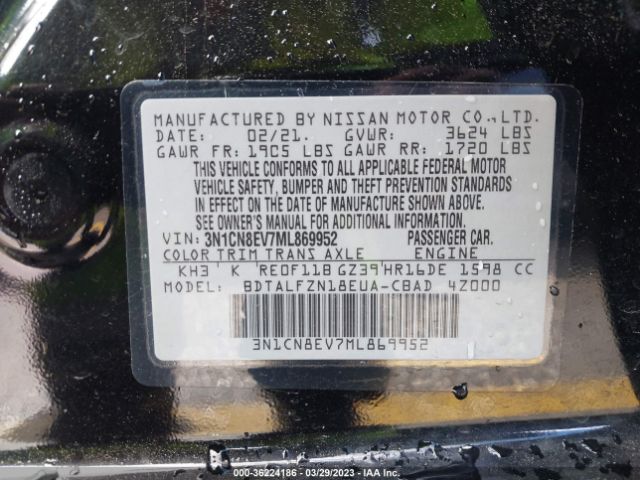 MANUFACTURED BY NISSAN MOTOR CO.,LTD.
DATE: 02/21. GVWR: 3624 LBS
GAWR FR: 1905 LBS GAWR RR: 1720 LBS
THIS VEHICLE CONFORMS TO ALL APPLICABLE FEDERAL MOTOR
VEHICLE SAFETY, BUMPER AND THEFT PREVENTION STANDARDS
IN EFFECT ON THE DATE OF MANUFACTURE SHOWN ABOVE.
SEE OWNER'S MANUAL FOR ADDITIONAL INFORMATION.
VIN: 3N1CN8EV7ML869952 PASSENGER CAR.
COLOR TRIM TRANS AXLE ENGINE
KH3 K RE0F11B GZ39 HR16DE 1598 CC
MODEL: BDTALFZN18EUA-CBAD 4Z000
3N1CN8EV7ML869952
© - 36224186 - 03/29/2023 - IAA Inc.